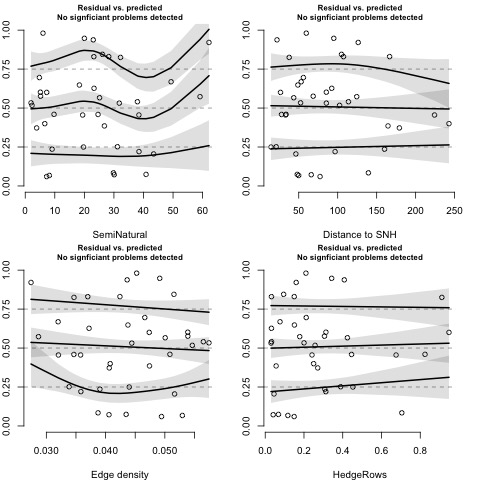 Residual vs. predicted
No signficiant problems detected
0.00 0.25 0.50 0.75 1.00
0 10 20 30 40 50 60
SemiNatural
Residual vs. predicted
No signficiant problems detected
0.00 0.25 0.50 0.75 1.00
50 100 150 200 250
Distance to SNH
Residual vs. predicted
No signficiant problems detected
0.00 0.25 0.50 0.75 1.00
0.030 0.040 0.050
Edge density
Residual vs. predicted
No signficiant problems detected
0.00 0.25 0.50 0.75 1.00
0.0 0.2 0.4 0.6 0.8
HedgeRows